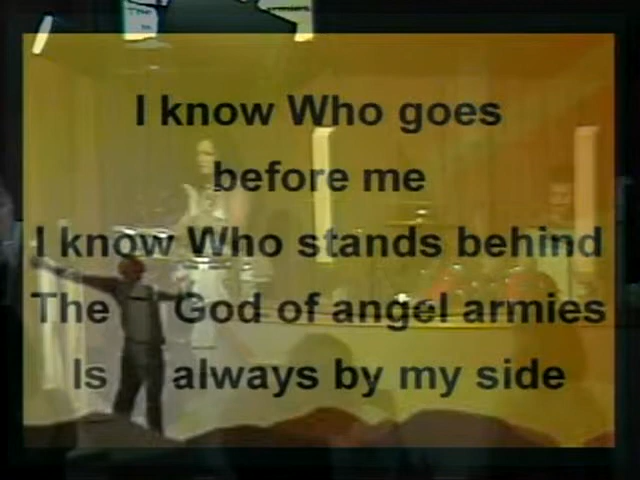 The
I know Who goes
before me
I know Who stands behind
The God of angel armies
Is always by my side